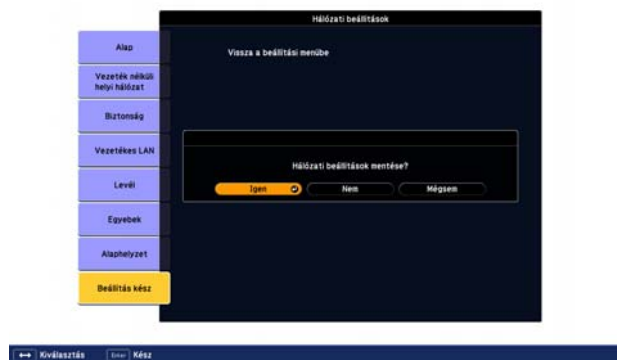 Hálózati beállítások
Alap
Vissza a beállítási menübe
Vezeték nélküli
helyi hálózat
Biztonság
Vezetékes LAN
Hálózati beállítások mentése?
Igen Nem Mégsem
Levél
Egyebek
Alaphelyzet
Beállítás kész
Kiválasztás Enter Kész